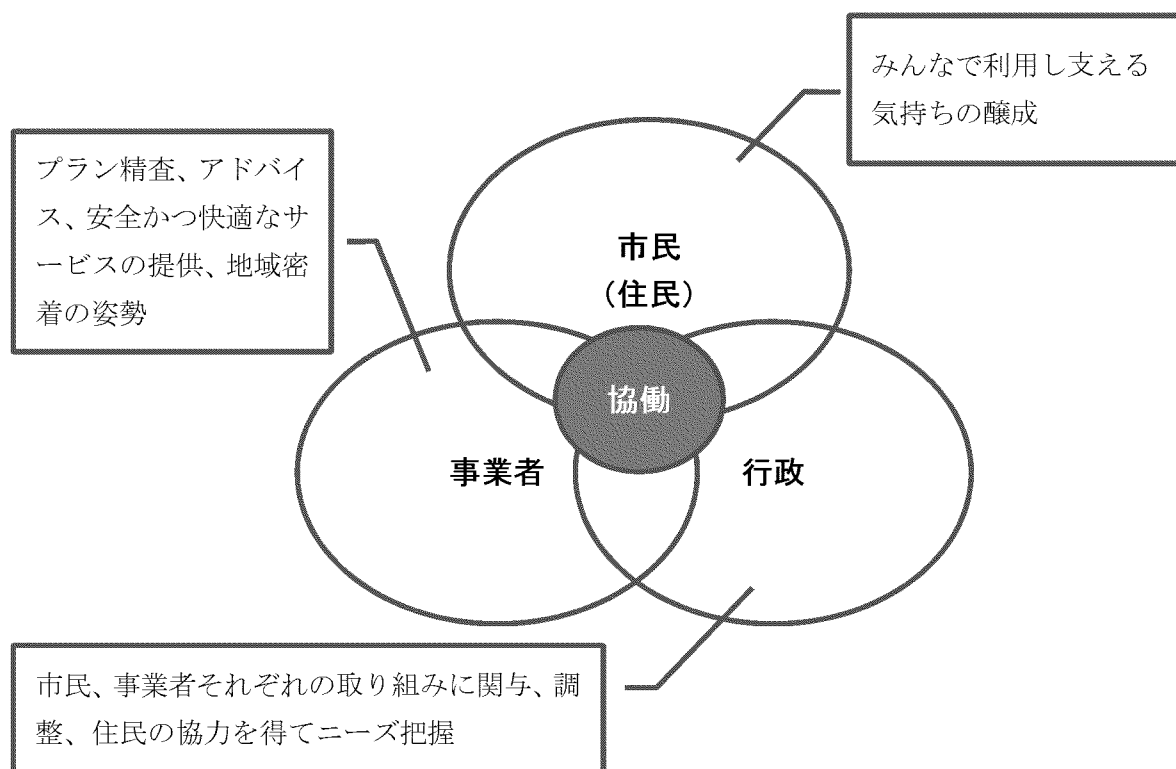 みんなで利用し支える
気持ちの醸成
プラン精査、アドバイ
ス、安全かつ快適なサ
ービスの提供、地域密
着の姿勢
市民
（住民）
協働
事業者
行政
市民、事業者それぞれの取り組みに関与、調
整、住民の協力を得てニーズ把握